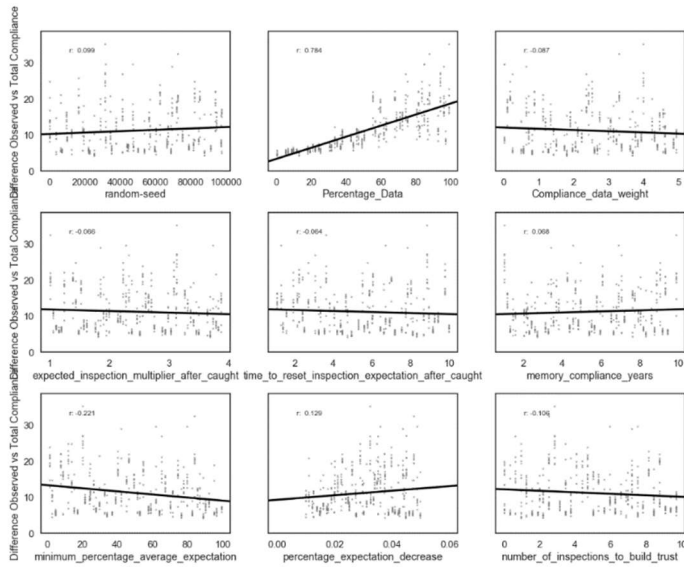 Difference Observed vs Total Compliance
r: 0.099
r: 0.784
r: -0.087
30
20
10
0
0 20000 40000 60000 80000 100000
0 20 40 60 80 100
0 1 2 3 4 5
random-seed
Percentage_Data
Compliance_data_weight
Difference Observed vs Total Compliance
r: -0.066
r: -0.064
r: 0.068
30
20
10
0
1 2 3 4
2 4 6 8 10
2 4 6 8 10
expected_inspection_multiplier_after_caught
time_to_reset_inspection_expectation_after_caught
memory_compliance_years
Difference Observed vs Total Compliance
r: -0.221
r: 0.129
30
20
10
0
0 20 40 60 80 100
0.00 0.02 0.04 0.06
0 2 4 6 8 10
minimum_percentage_average_expectation
percentage_expectation_decrease
number_of_inspections_to_build_trust